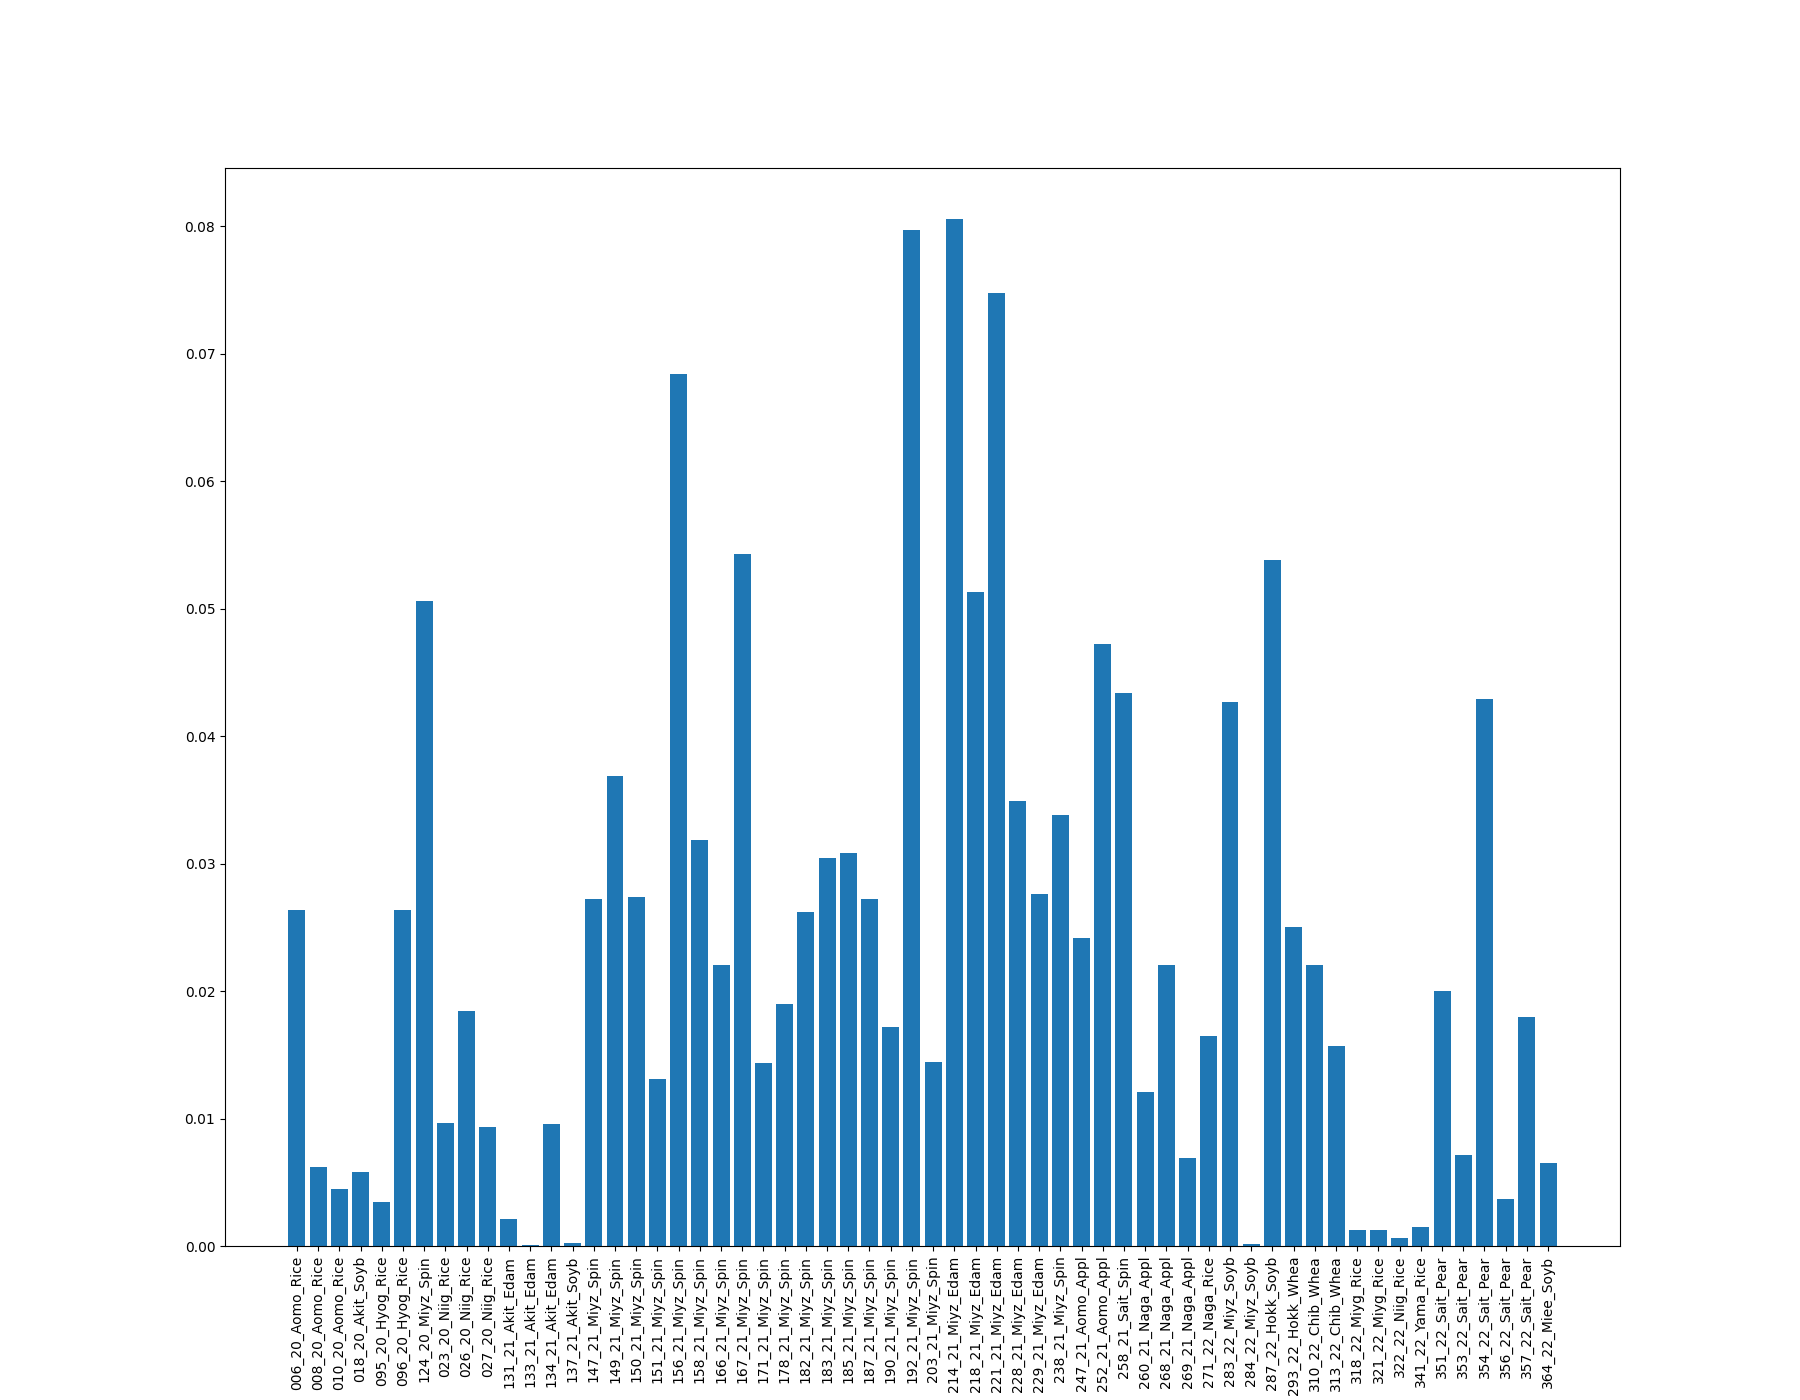 0.08
0.07
0.06
0.05
0.04
0.03
0.02
0.01
0.00
006_20_Aomo_Rice
008_20_Aomo_Rice
010_20_Aomo_Rice
018_20_Akit_Soyb
095_20_Hyog_Rice
096_20_Hyog_Rice
124_20_Miyz_Spin
023_20_Niig_Rice
026_20_Niig_Rice
027_20_Niig_Rice
131_21_Akit_Edam
133_21_Akit_Edam
134_21_Akit_Edam
137_21_Akit_Soyb
147_21_Miyz_Spin
149_21_Miyz_Spin
150_21_Miyz_Spin
151_21_Miyz_Spin
156_21_Miyz_Spin
158_21_Miyz_Spin
166_21_Miyz_Spin
167_21_Miyz_Spin
171_21_Miyz_Spin
178_21_Miyz_Spin
182_21_Miyz_Spin
183_21_Miyz_Spin
185_21_Miyz_Spin
187_21_Miyz_Spin
190_21_Miyz_Spin
192_21_Miyz_Spin
203_21_Miyz_Spin
214_21_Miyz_Edam
218_21_Miyz_Edam
221_21_Miyz_Edam
228_21_Miyz_Edam
229_21_Miyz_Edam
238_21_Miyz_Spin
247_21_Aomo_Appl
252_21_Aomo_Appl
258_21_Sait_Spin
260_21_Naga_Appl
268_21_Naga_Appl
269_21_Naga_Appl
271_22_Naga_Rice
283_22_Miyz_Soyb
284_22_Miyz_Soyb
287_22_Hokk_Soyb
293_22_Hokk_Whea
310_22_Chib_Whea
313_22_Chib_Whea
318_22_Miyg_Rice
321_22_Miyg_Rice
322_22_Niig_Rice
341_22_Yama_Rice
351_22_Sait_Pear
353_22_Sait_Pear
354_22_Sait_Pear
356_22_Sait_Pear
357_22_Sait_Pear
364_22_Miee_Soyb